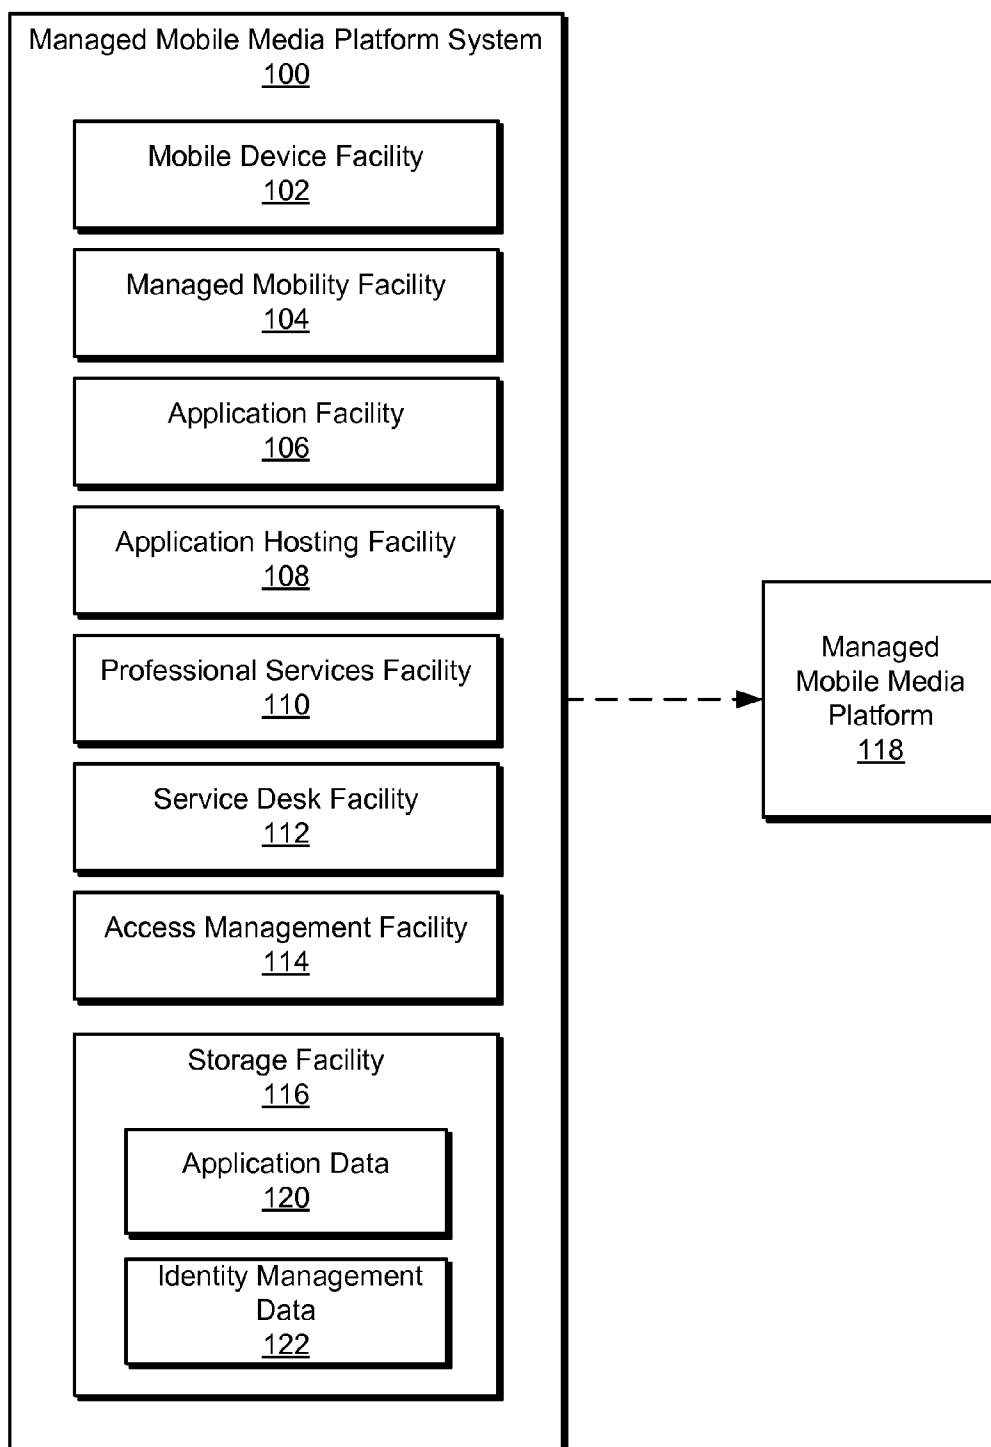 Managed Mobile Media Platform System
100
Mobile Device Facility
102
Managed Mobility Facility
104
Application Facility
106
Application Hosting Facility
108
Professional Services Facility
110
Service Desk Facility
112
Access Management Facility
114
Storage Facility
116
Application Data
120
Identity Management
Data
122
Managed
Mobile Media
Platform
118